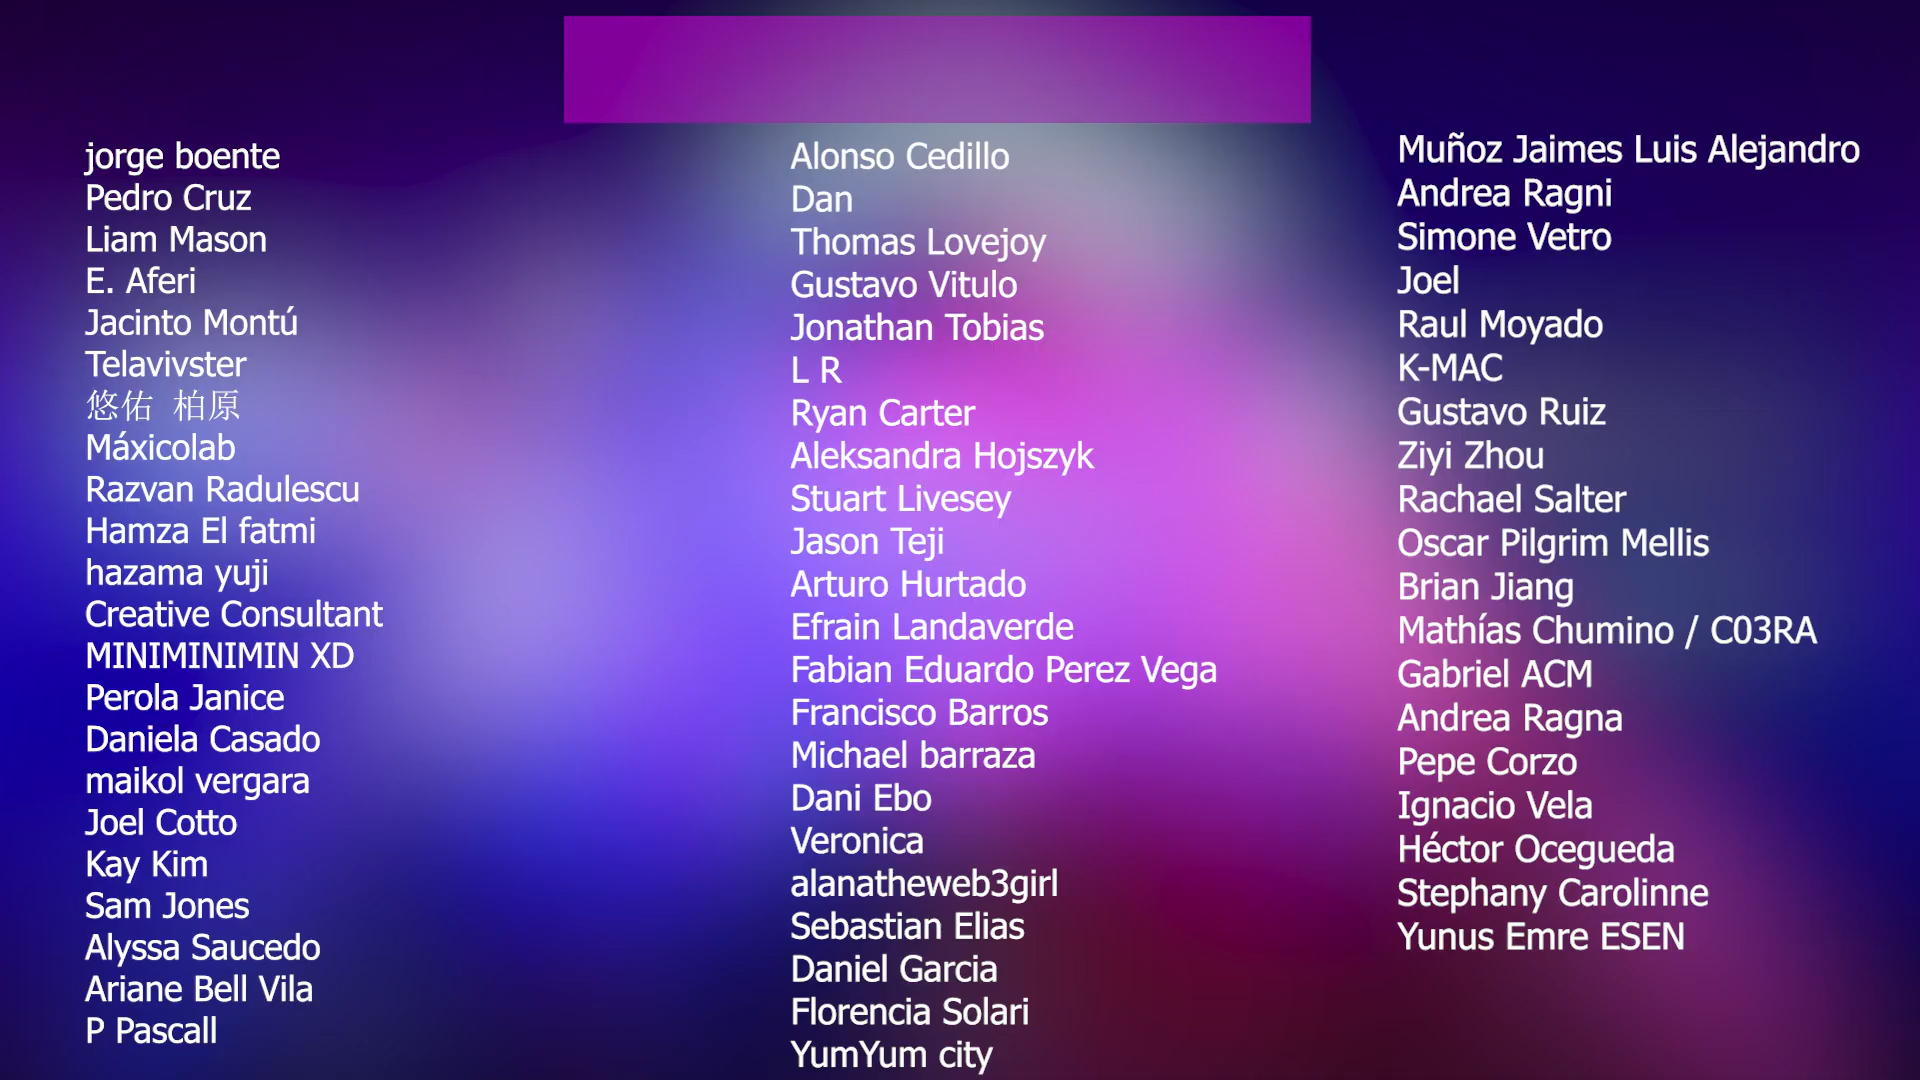 jorge boente
Pedro Cruz
Liam Mason
E. Aferi
Jacinto Montú
Telavivster
悠佑 柏原
Máxicolab
Razvan Radulescu
Hamza El fatmi
hazama yuji
Creative Consultant
MINIMINIMIN XD
Perola Janice
Daniela Casado
maikol vergara
Joel Cotto
Kay Kim
Sam Jones
Alyssa Saucedo
Ariane Bell Vila
P Pascall
Alonso Cedillo
Dan
Thomas Lovejoy
Gustavo Vitulo
Jonathan Tobias
L R
Ryan Carter
Aleksandra Hojszyk
Stuart Livesey
Jason Teji
Arturo Hurtado
Efrain Landaverde
Fabian Eduardo Perez Vega
Francisco Barros
Michael barraza
Dani Ebo
Veronica
alanatheweb3girl
Sebastian Elias
Daniel Garcia
Florencia Solari
YumYum city
Muñoz Jaimes Luis Alejandro
Andrea Ragni
Simone Vetro
Joel
Raul Moyado
K-MAC
Gustavo Ruiz
Ziyi Zhou
Rachael Salter
Oscar Pilgrim Mellis
Brian Jiang
Mathías Chumino / C03RA
Gabriel ACM
Andrea Ragna
Pepe Corzo
Ignacio Vela
Héctor Ocegueda
Stephany Carolinne
Yunus Emre ESEN